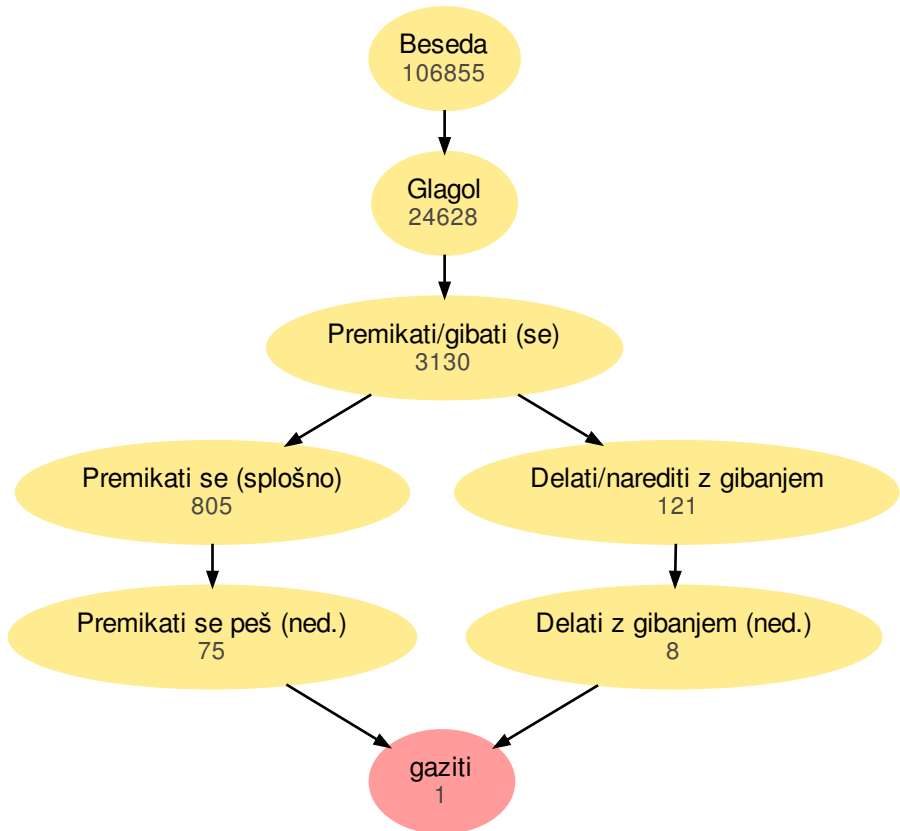 Beseda
106855
Glagol
24628
Premikati/gibati (se)
3130
Premikati se (splošno)
805
Delati/narediti z gibanjem
121
Premikati se peš (ned.)
75
Delati z gibanjem (ned.)
8
gaziti
1